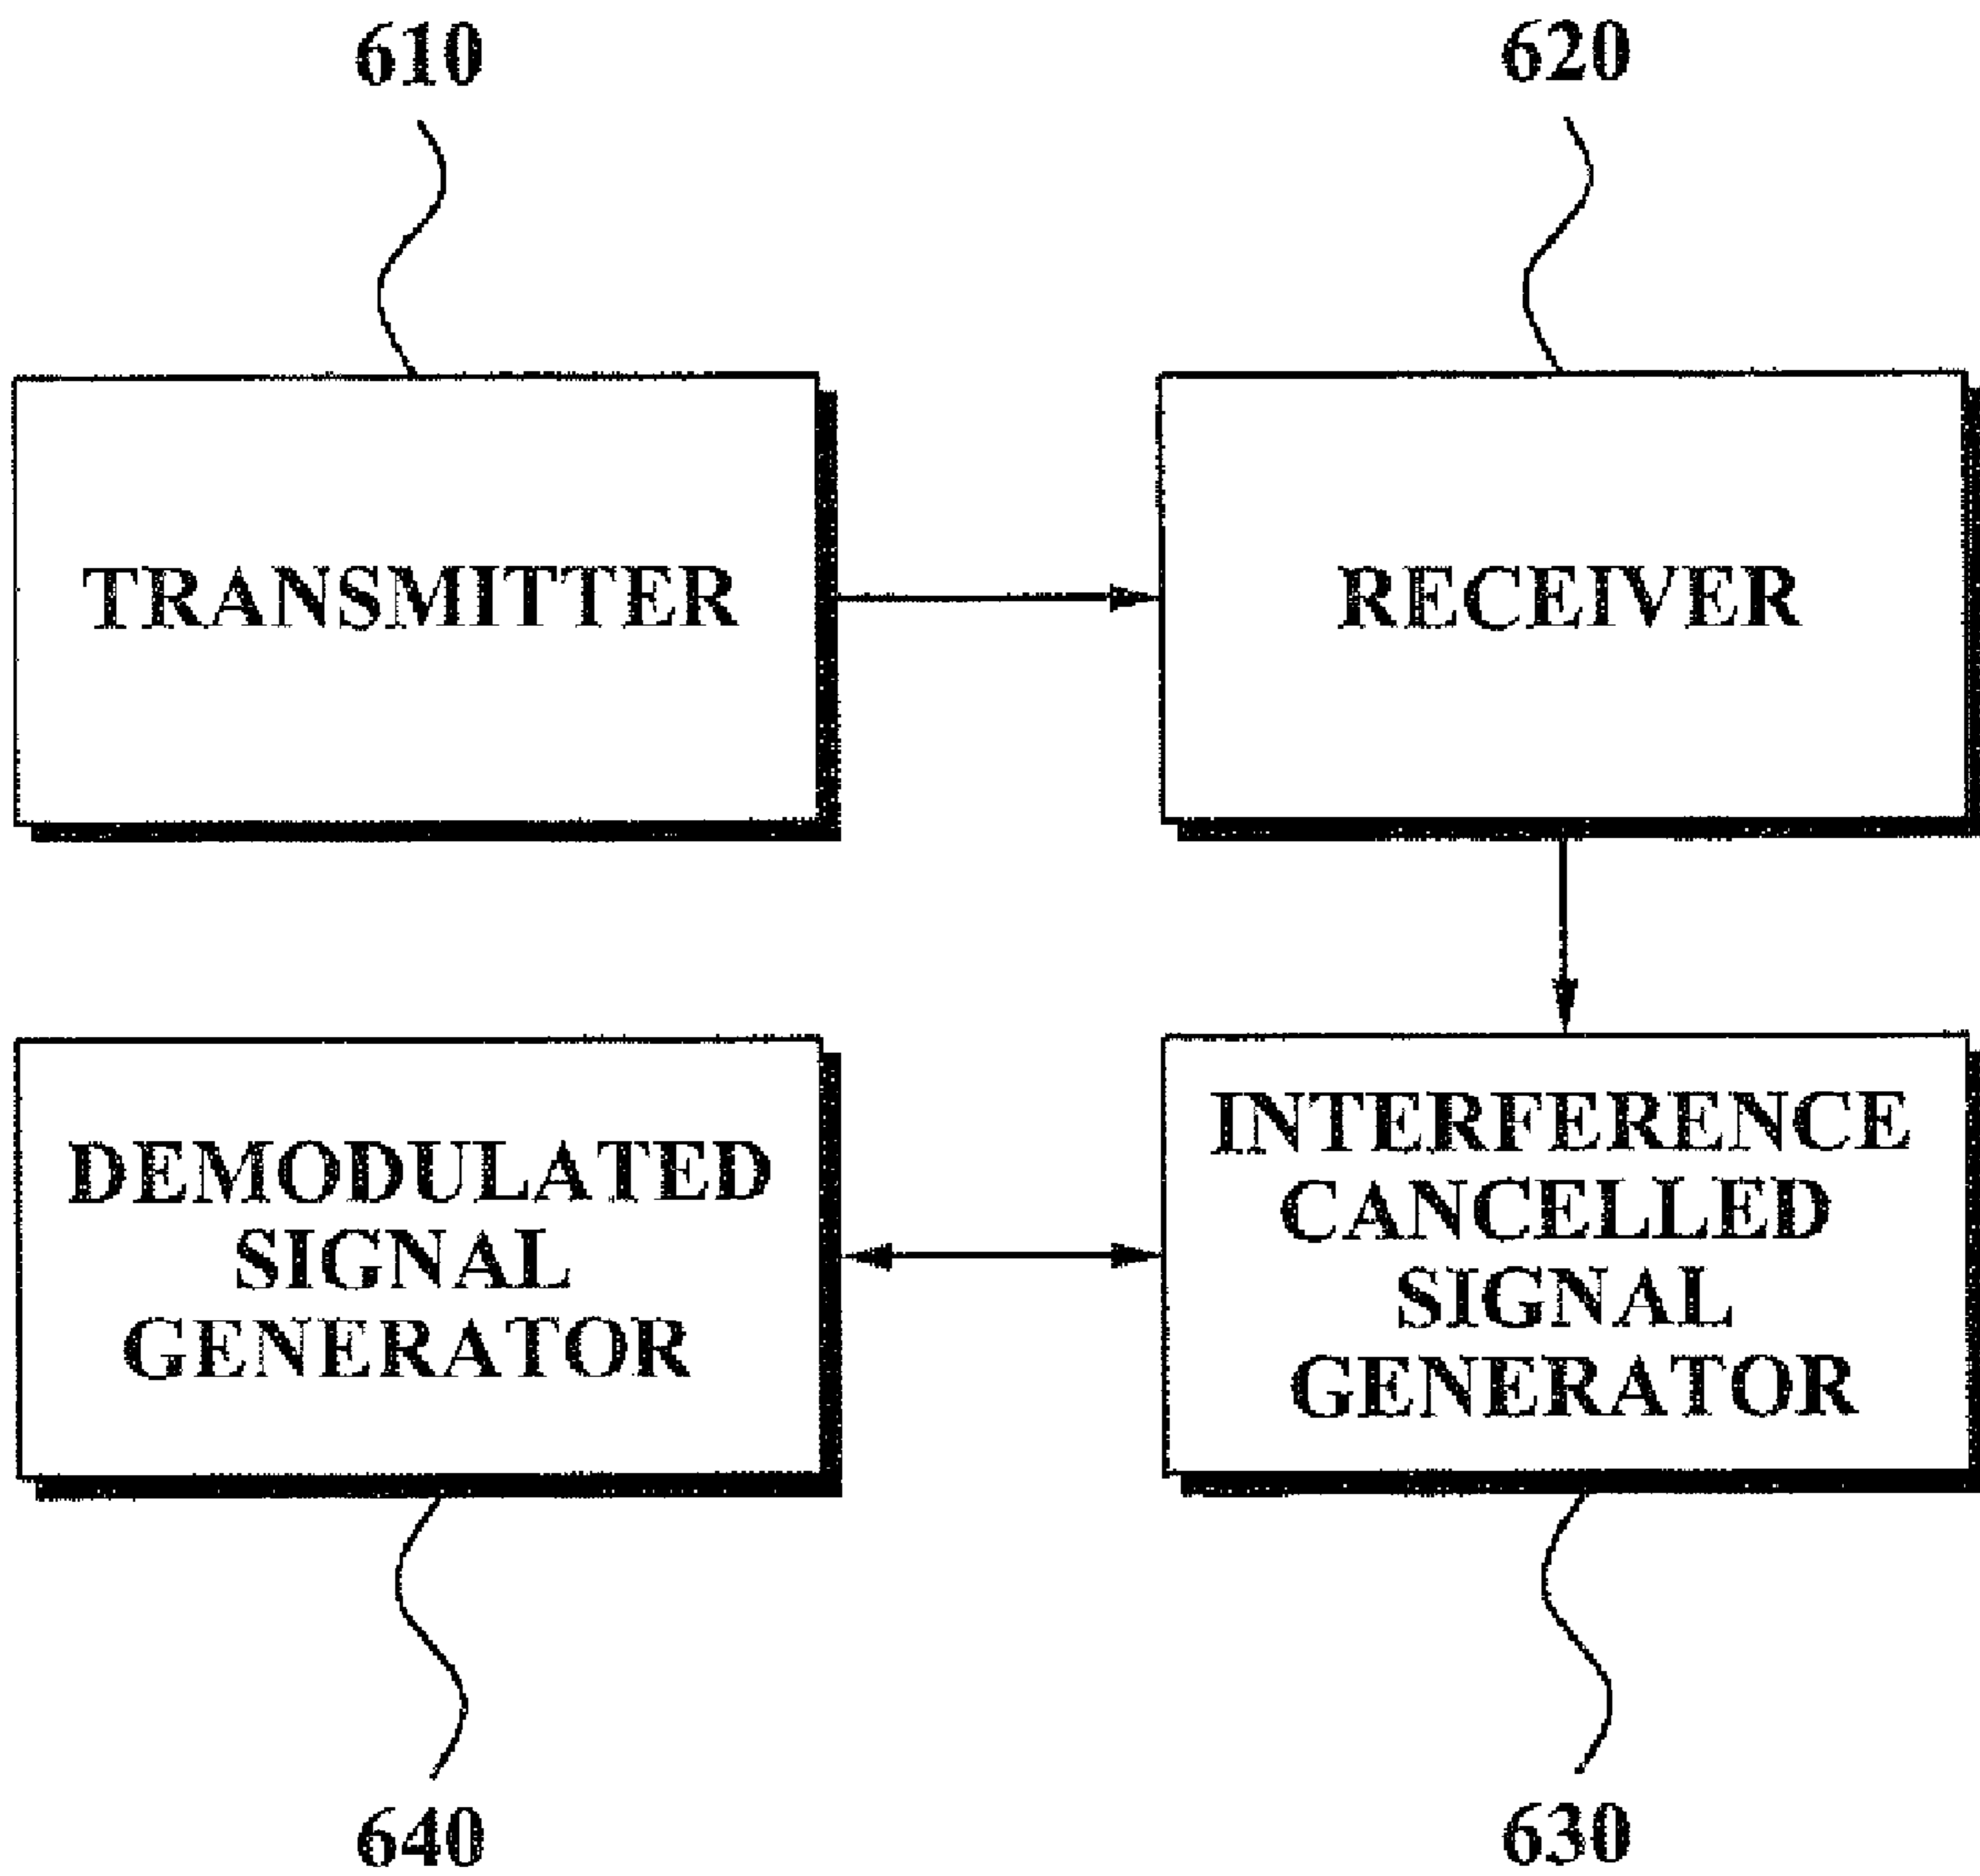 610
620
TRANSMITTER
RECEIVER
DEMODULATED
SIGNAL
GENERATOR
INTERFERENCE
CANCELLED
SIGNAL
GENERATOR
640
630